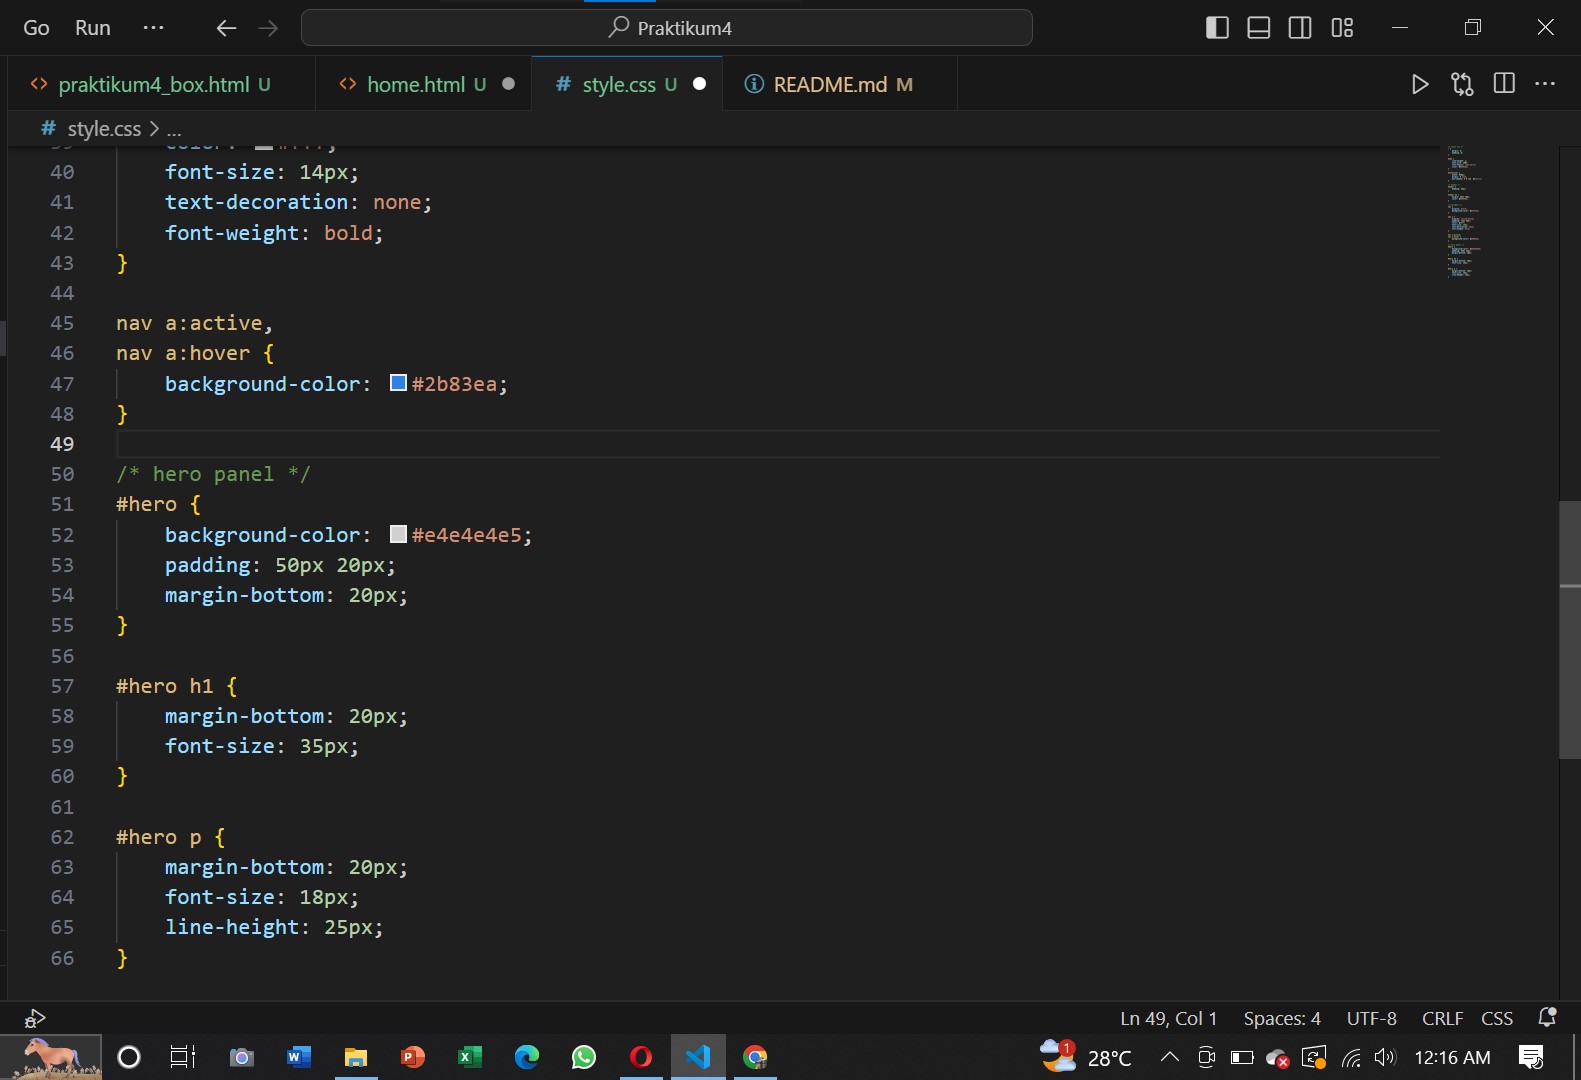 Go Run ··· Praktikum4
praktikum4_box.html U home.html U style.css U README.md M
style.css > ...
40 font-size: 14px;
41 text-decoration: none;
42 font-weight: bold;
43 }
44
45 nav a:active,
46 nav a:hover {
47 background-color: #2b83ea;
48 }
49
50 /* hero panel */
51 #hero {
52 background-color: #e4e4e4e5;
53 padding: 50px 20px;
54 margin-bottom: 20px;
55 }
56
57 #hero h1 {
58 margin-bottom: 20px;
59 font-size: 35px;
60 }
61
62 #hero p {
63 margin-bottom: 20px;
64 font-size: 18px;
65 line-height: 25px;
66 }
Ln 49, Col 1 Spaces: 4 UTF-8 CRLF CSS
1 28°C 12:16 AM